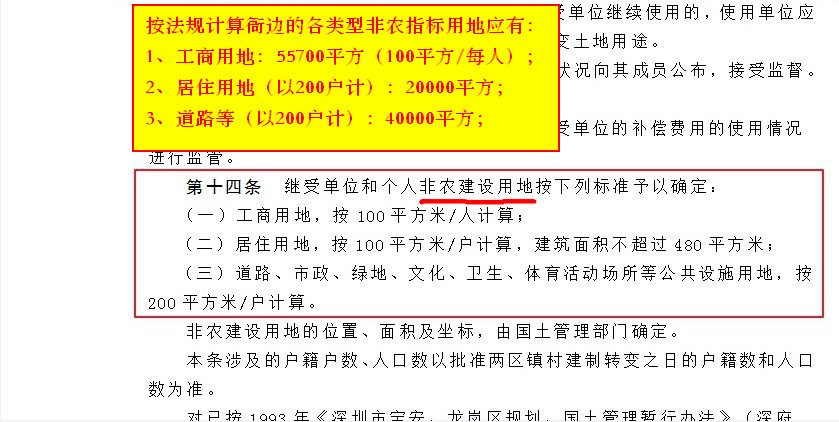 按法规计算衙边的各类型非农指标用地应有：
1、工商用地：55700平方（100平方/每人）；
2、居住用地（以200户计）：20000平方；
3、道路等（以200户计）：40000平方；
受单位继续使用的，使用单位应
变土地用途。
状况向其成员公布，接受监督。
受单位的补偿费用的使用情况
进行监管。
第十四条 继受单位和个人非农建设用地按下列标准予以确定：
（一）工商用地，按100平方米/人计算；
（二）居住用地，按100平方米/户计算，建筑面积不超过480平方米；
（三）道路、市政、绿地、文化、卫生、体育活动场所等公共设施用地，按
200平方米/户计算。
非农建设用地的位置、面积及坐标，由国土管理部门确定。
本条涉及的户籍户数、人口数以批准两区镇村建制转变之日的户籍数和人口
数为准。
对已按1993年《深圳市宝安、龙岗区规划、国土管理暂行办法》（深府